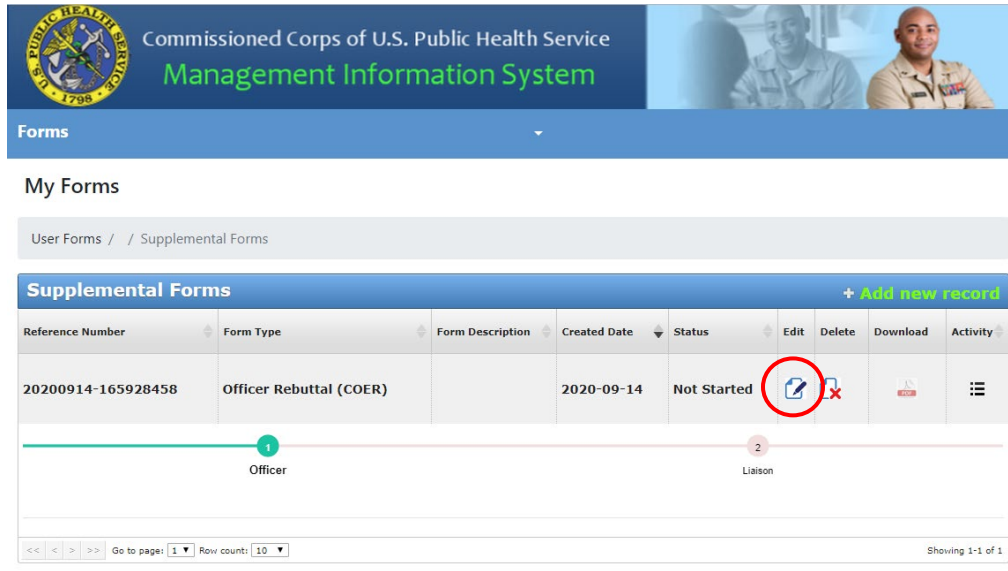 U.S. PUBLIC HEALTH SERVICE
1798
Commissioned Corps of U.S. Public Health Service
Management Information System
Forms
My Forms
User Forms / / Supplemental Forms
Supplemental Forms + Add new record
Reference Number Form Type Form Description Created Date Status Edit Delete Download Activity
20200914-165928458 Officer Rebuttal (COER) 2020-09-14 Not Started PDF
1 2
Officer Liaison
<< < > >> Go to page: 1 Row count: 10 Showing 1-1 of 1